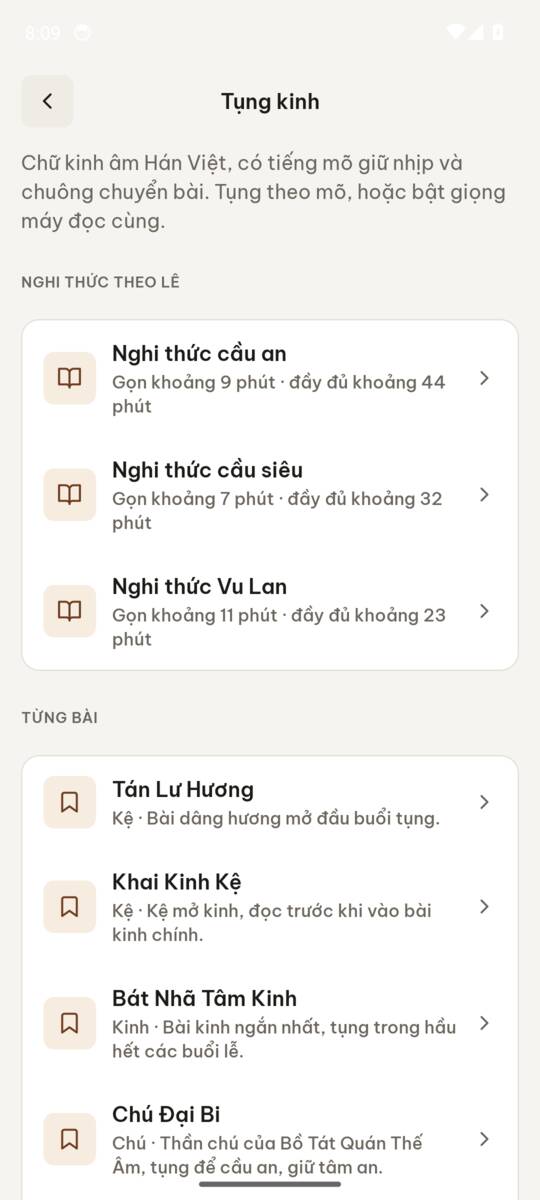 8:09
Tụng kinh
Chữ kinh âm Hán Việt, có tiếng mõ giữ nhịp và
chuông chuyển bài. Tụng theo mõ, hoặc bật giọng
máy đọc cùng.
NGHI THỨC THEO LỄ
Nghi thức cầu an
Gọn khoảng 9 phút · đầy đủ khoảng 44
phút
Nghi thức cầu siêu
Gọn khoảng 7 phút · đầy đủ khoảng 32
phút
Nghi thức Vu Lan
Gọn khoảng 11 phút · đầy đủ khoảng 23
phút
TỪNG BÀI
Tán Lư Hương
Kệ · Bài dâng hương mở đầu buổi tụng.
Khai Kinh Kệ
Kệ · Kệ mở kinh, đọc trước khi vào bài
kinh chính.
Bát Nhã Tâm Kinh
Kinh · Bài kinh ngắn nhất, tụng trong hầu
hết các buổi lễ.
Chú Đại Bi
Chú · Thần chú của Bồ Tát Quán Thế
Âm, tụng để cầu an, giữ tâm an.